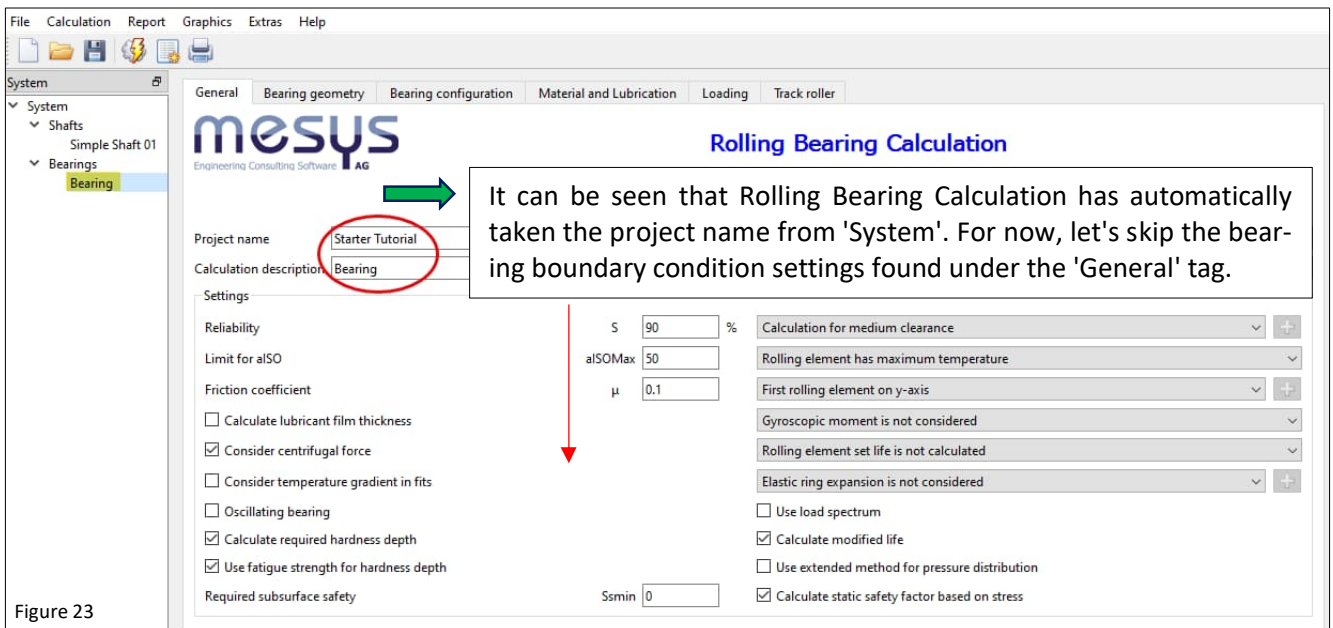 File Calculation Report Graphics Extras Help
System
System
Shafts
Simple Shaft 01
Bearings
Bearing
General Bearing geometry Bearing configuration Material and Lubrication Loading Track roller
mesys
Engineering Consulting Software AG
Rolling Bearing Calculation
It can be seen that Rolling Bearing Calculation has automatically
taken the project name from 'System'. For now, let's skip the bear-
ing boundary condition settings found under the 'General' tag.
Project name Starter Tutorial
Calculation description Bearing
Settings
Reliability S 90 % Calculation for medium clearance
Limit for aISO aISOMax 50 Rolling element has maximum temperature
Friction coefficient μ 0.1 First rolling element on y-axis
Calculate lubricant film thickness Gyroscopic moment is not considered
Consider centrifugal force Rolling element set life is not calculated
Consider temperature gradient in fits Elastic ring expansion is not considered
Oscillating bearing Use load spectrum
Calculate required hardness depth Calculate modified life
Use fatigue strength for hardness depth Use extended method for pressure distribution
Required subsurface safety Ssmin 0 Calculate static safety factor based on stress
Figure 23